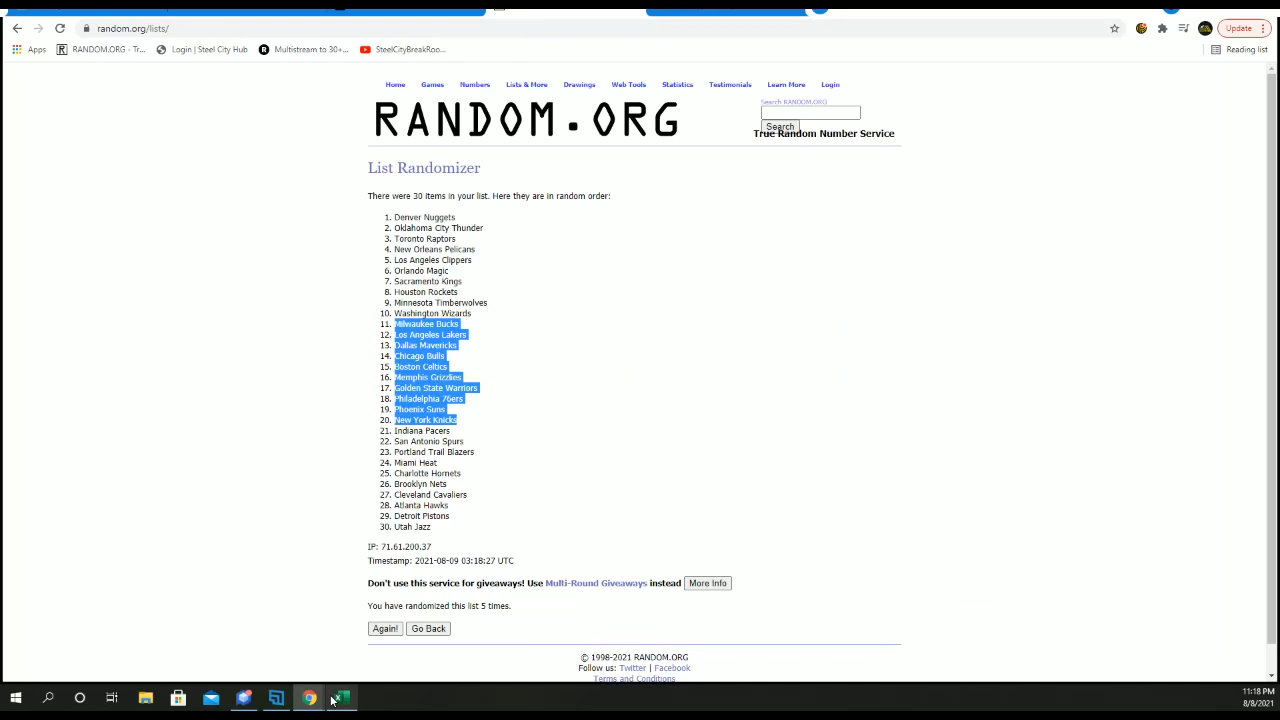 random.org/lists/
Update
Apps
RANDOM.ORG - Tr...
Login | Steel City Hub
Multistream to 30+...
SteelCityBreakRoo...
Reading list
Home
Games
Numbers
Lists & More
Drawings
Web Tools
Statistics
Testimonials
Learn More
Login
RANDOM.ORG
Search RANDOM.ORG
Search
True Random Number Service
List Randomizer
There were 30 items in your list. Here they are in random order:
1. Denver Nuggets
2. Oklahoma City Thunder
3. Toronto Raptors
4. New Orleans Pelicans
5. Los Angeles Clippers
6. Orlando Magic
7. Sacramento Kings
8. Houston Rockets
9. Minnesota Timberwolves
10. Washington Wizards
11. Milwaukee Bucks
12. Los Angeles Lakers
13. Dallas Mavericks
14. Chicago Bulls
15. Boston Celtics
16. Memphis Grizzlies
17. Golden State Warriors
18. Philadelphia 76ers
19. Phoenix Suns
20. New York Knicks
21. Indiana Pacers
22. San Antonio Spurs
23. Portland Trail Blazers
24. Miami Heat
25. Charlotte Hornets
26. Brooklyn Nets
27. Cleveland Cavaliers
28. Atlanta Hawks
29. Detroit Pistons
30. Utah Jazz
IP: 71.61.200.37
Timestamp: 2021-08-09 03:18:27 UTC
Don't use this service for giveaways! Use Multi-Round Giveaways instead More Info
You have randomized this list 5 times.
Again! Go Back
© 1998-2021 RANDOM.ORG
Follow us: Twitter | Facebook
Terms and Conditions
11:18 PM
8/8/2021